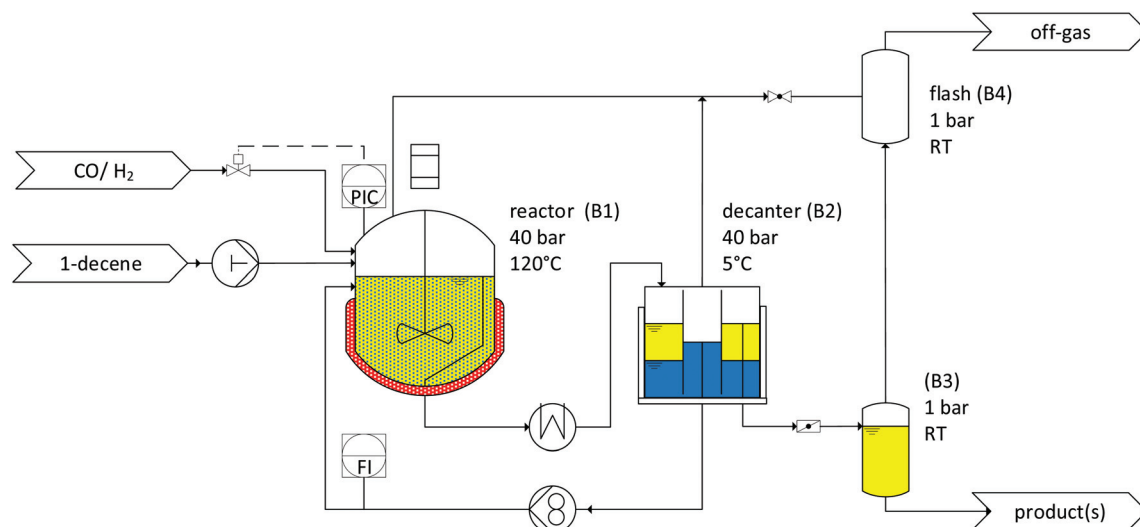 off-gas
flash (B4)
1 bar
RT
CO/ H₂
PIC
reactor (B1)
40 bar
120°C
decanter (B2)
40 bar
5°C
1-decene
(B3)
1 bar
RT
FI
product(s)